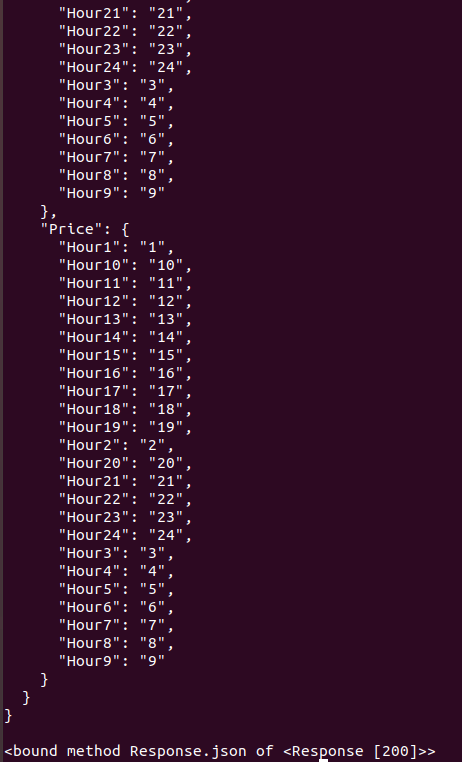 "Hour21": "21",
"Hour22": "22",
"Hour23": "23",
"Hour24": "24",
"Hour3": "3",
"Hour4": "4",
"Hour5": "5",
"Hour6": "6",
"Hour7": "7",
"Hour8": "8",
"Hour9": "9"
},
"Price": {
"Hour1": "1",
"Hour10": "10",
"Hour11": "11",
"Hour12": "12",
"Hour13": "13",
"Hour14": "14",
"Hour15": "15",
"Hour16": "16",
"Hour17": "17",
"Hour18": "18",
"Hour19": "19",
"Hour2": "2",
"Hour20": "20",
"Hour21": "21",
"Hour22": "22",
"Hour23": "23",
"Hour24": "24",
"Hour3": "3",
"Hour4": "4",
"Hour5": "5",
"Hour6": "6",
"Hour7": "7",
"Hour8": "8",
"Hour9": "9"
}
}
}
<bound method Response.json of <Response [200]>>